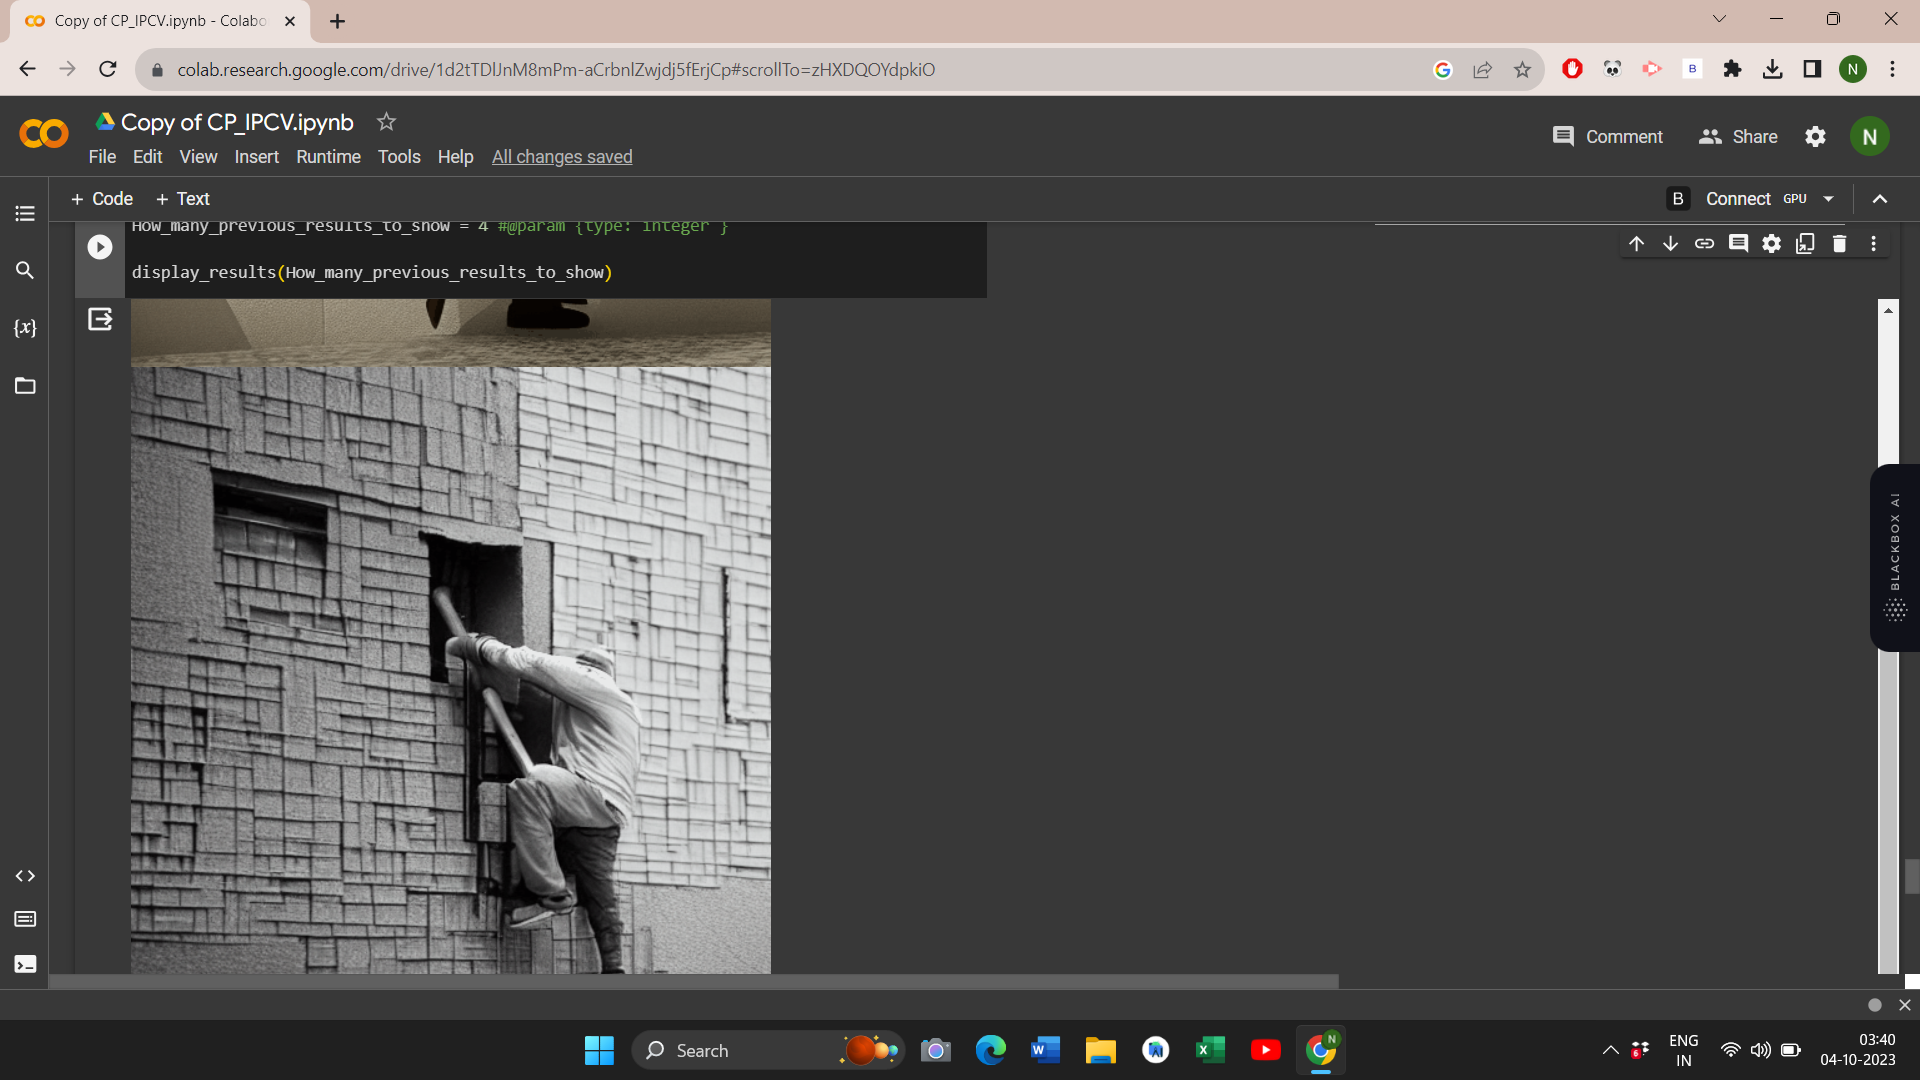 Copy of CP_IPCV.ipynb - Colabo
colab.research.google.com/drive/1d2tTDlJnM8mPm-aCrbnlZwjdj5fErjCp#scrollTo=zHXDQOYdpkiO
B
N
Copy of CP_IPCV.ipynb
Comment
Share
N
File Edit View Insert Runtime Tools Help All changes saved
+ Code + Text
B Connect GPU
How_many_previous_results_to_show = 4 #@param {type: "integer"}
display_results(How_many_previous_results_to_show)
{x}
BLACKBOX AI
Search
W
X
N
6
ENG
IN
03:40
04-10-2023